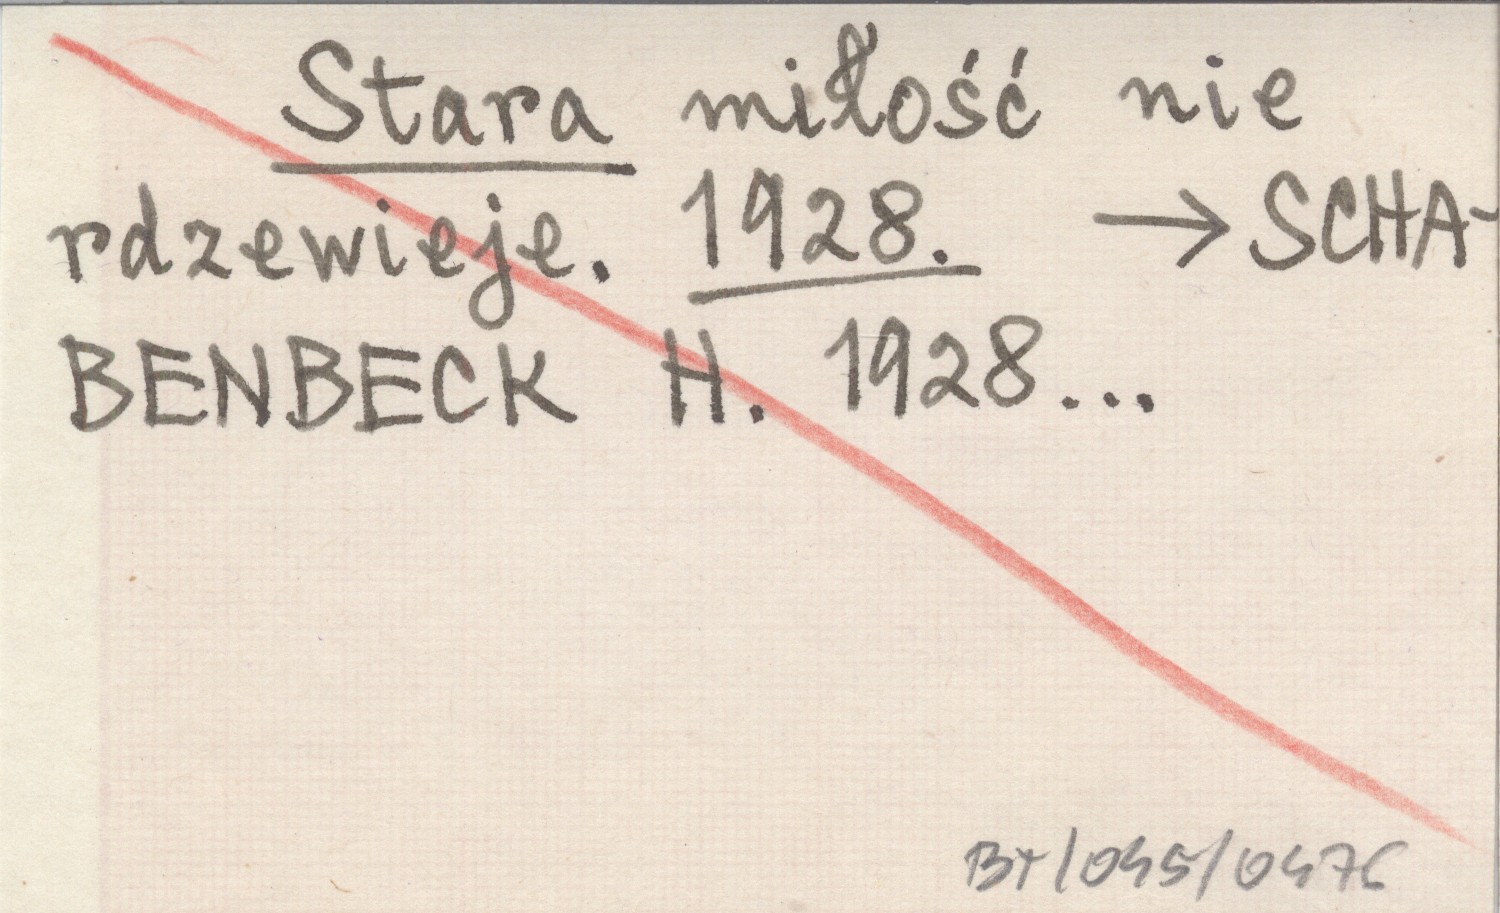 Stara miłość nie
rdzewieje. 1928. → SCHA-
BENBECK H. 1928...
BT/045/0476